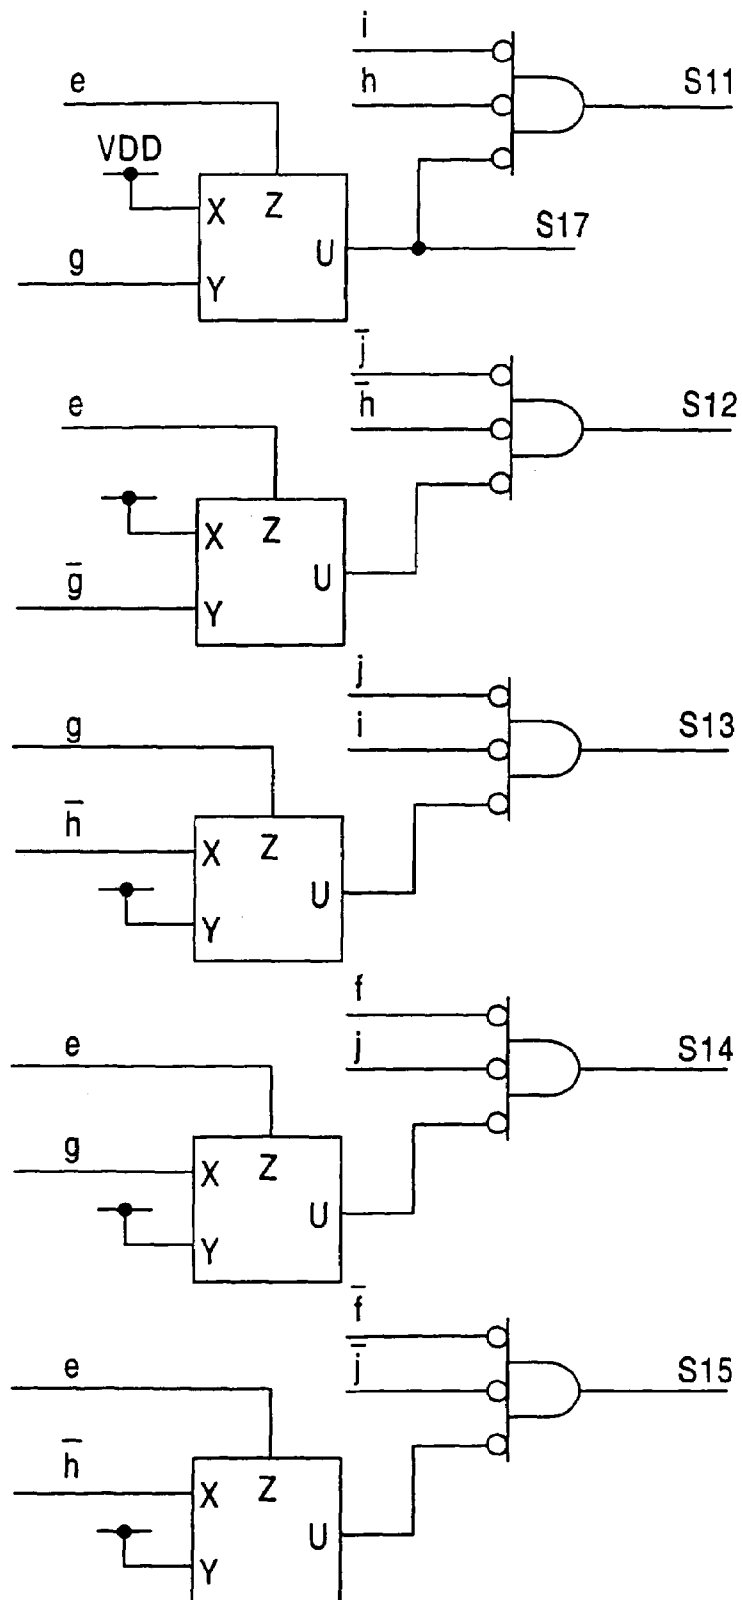 i
h
S11
e
VDD
X
Z
U
S17
g
Y
j̅
h̅
S12
e
X
Z
U
g̅
Y
j
i
S13
g
h̅
X
Z
U
Y
f
j
S14
e
g
X
Z
U
Y
f̅
j̅
S15
e
h̅
X
Z
U
Y